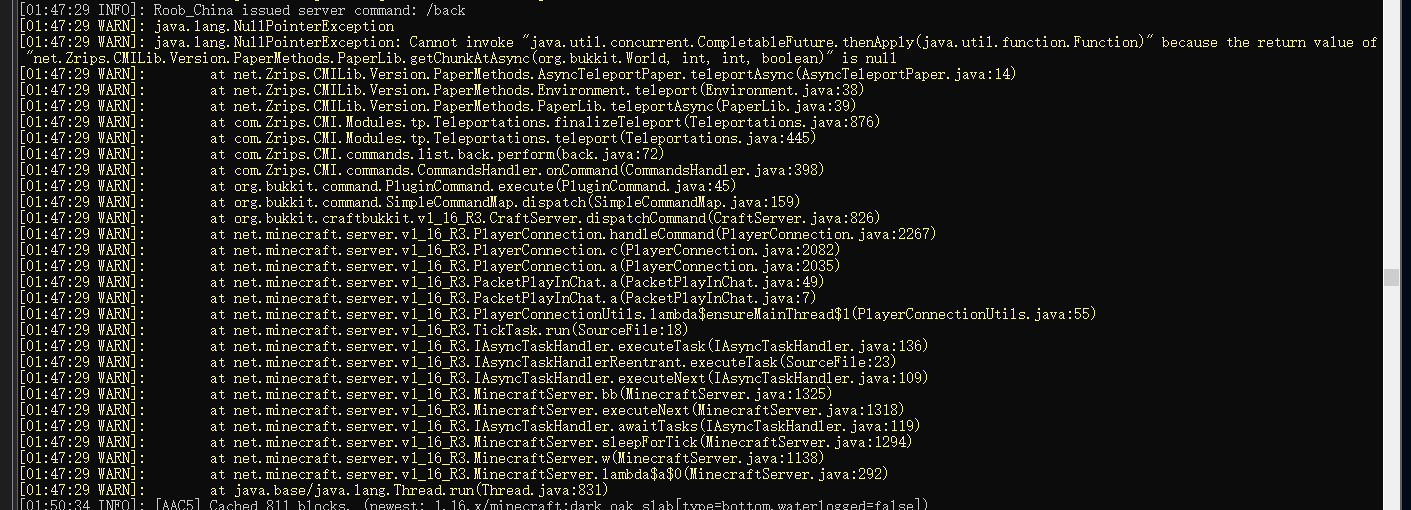 [01:47:29 INFO]: Roob_China issued server command: /back
[01:47:29 WARN]: java.lang.NullPointerException
[01:47:29 WARN]: java.lang.NullPointerException: Cannot invoke "java.util.concurrent.CompletableFuture.thenApply(java.util.function.Function)" because the return value of
"net.Zrips.CMILib.Version.PaperMethods.PaperLib.getChunkAtAsync(org.bukkit.World, int, int, boolean)" is null
[01:47:29 WARN]: at net.Zrips.CMILib.Version.PaperMethods.AsyncTeleportPaper.teleportAsync(AsyncTeleportPaper.java:14)
[01:47:29 WARN]: at net.Zrips.CMILib.Version.PaperMethods.Environment.teleport(Environment.java:38)
[01:47:29 WARN]: at net.Zrips.CMILib.Version.PaperMethods.PaperLib.teleportAsync(PaperLib.java:39)
[01:47:29 WARN]: at com.Zrips.CMI.Modules.tp.Teleportations.finalizeTeleport(Teleportations.java:876)
[01:47:29 WARN]: at com.Zrips.CMI.Modules.tp.Teleportations.teleport(Teleportations.java:445)
[01:47:29 WARN]: at com.Zrips.CMI.commands.list.back.perform(back.java:72)
[01:47:29 WARN]: at com.Zrips.CMI.commands.CommandsHandler.onCommand(CommandsHandler.java:398)
[01:47:29 WARN]: at org.bukkit.command.PluginCommand.execute(PluginCommand.java:45)
[01:47:29 WARN]: at org.bukkit.command.SimpleCommandMap.dispatch(SimpleCommandMap.java:159)
[01:47:29 WARN]: at org.bukkit.craftbukkit.v1_16_R3.CraftServer.dispatchCommand(CraftServer.java:826)
[01:47:29 WARN]: at net.minecraft.server.v1_16_R3.PlayerConnection.handleCommand(PlayerConnection.java:2267)
[01:47:29 WARN]: at net.minecraft.server.v1_16_R3.PlayerConnection.c(PlayerConnection.java:2082)
[01:47:29 WARN]: at net.minecraft.server.v1_16_R3.PlayerConnection.a(PlayerConnection.java:2035)
[01:47:29 WARN]: at net.minecraft.server.v1_16_R3.PacketPlayInChat.a(PacketPlayInChat.java:49)
[01:47:29 WARN]: at net.minecraft.server.v1_16_R3.PacketPlayInChat.a(PacketPlayInChat.java:7)
[01:47:29 WARN]: at net.minecraft.server.v1_16_R3.PlayerConnectionUtils.lambda$ensureMainThread$1(PlayerConnectionUtils.java:55)
[01:47:29 WARN]: at net.minecraft.server.v1_16_R3.TickTask.run(SourceFile:18)
[01:47:29 WARN]: at net.minecraft.server.v1_16_R3.IAsyncTaskHandler.executeTask(IAsyncTaskHandler.java:136)
[01:47:29 WARN]: at net.minecraft.server.v1_16_R3.IAsyncTaskHandlerReentrant.executeTask(SourceFile:23)
[01:47:29 WARN]: at net.minecraft.server.v1_16_R3.IAsyncTaskHandler.executeNext(IAsyncTaskHandler.java:109)
[01:47:29 WARN]: at net.minecraft.server.v1_16_R3.MinecraftServer.bb(MinecraftServer.java:1325)
[01:47:29 WARN]: at net.minecraft.server.v1_16_R3.MinecraftServer.executeNext(MinecraftServer.java:1318)
[01:47:29 WARN]: at net.minecraft.server.v1_16_R3.IAsyncTaskHandler.awaitTasks(IAsyncTaskHandler.java:119)
[01:47:29 WARN]: at net.minecraft.server.v1_16_R3.MinecraftServer.sleepForTick(MinecraftServer.java:1294)
[01:47:29 WARN]: at net.minecraft.server.v1_16_R3.MinecraftServer.w(MinecraftServer.java:1138)
[01:47:29 WARN]: at net.minecraft.server.v1_16_R3.MinecraftServer.lambda$a$0(MinecraftServer.java:292)
[01:47:29 WARN]: at java.base/java.lang.Thread.run(Thread.java:831)
[01:50:34 INFO]: [AAC5] Cached 811 blocks. (newest: 1.16.x/minecraft:dark_oak_slab[type=bottom,waterlogged=false])